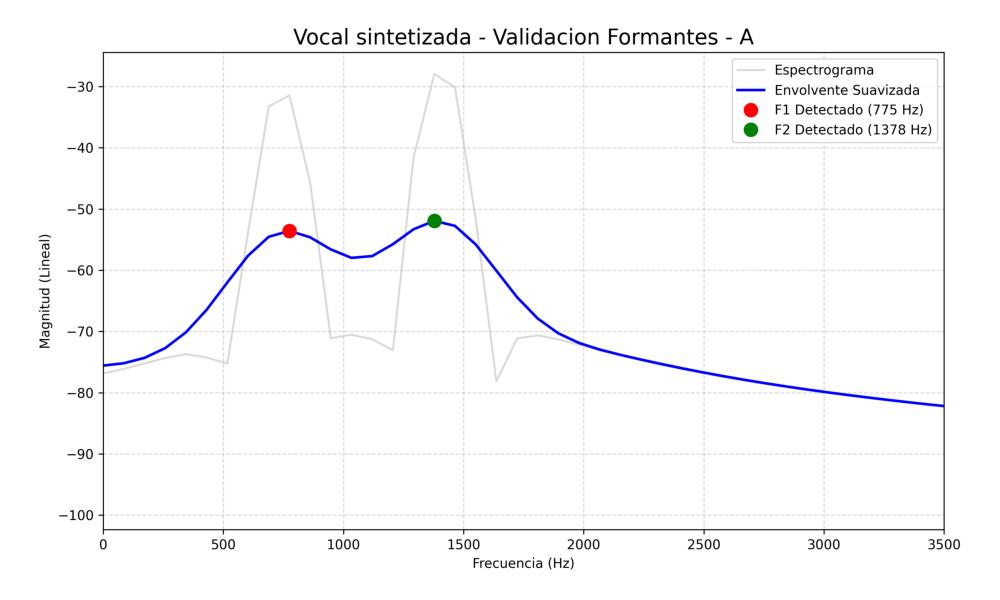 Vocal sintetizada - Validacion Formantes - A
Espectrograma
Envolvente Suavizada
F1 Detectado (775 Hz)
F2 Detectado (1378 Hz)
Magnitud (Lineal)
−30
−40
−50
−60
−70
−80
−90
−100
0 500 1000 1500 2000 2500 3000 3500
Frecuencia (Hz)